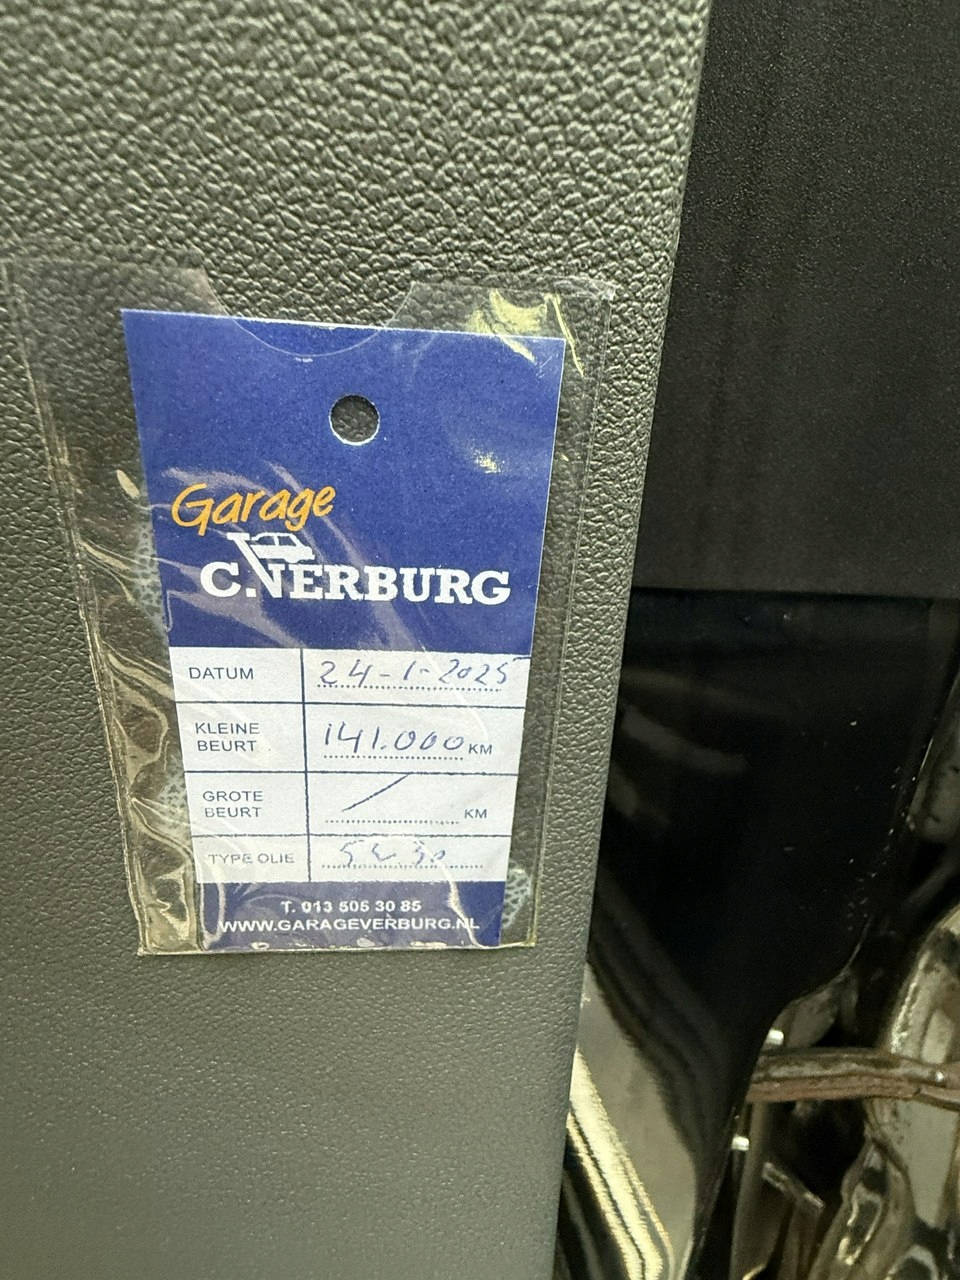 Garage
C.VERBURG
DATUM 24-1-2025
KLEINE
BEURT 141.000 KM
GROTE
BEURT / KM
TYPE OLIE 5W30
T. 013 505 30 85
WWW.GARAGEVERBURG.NL